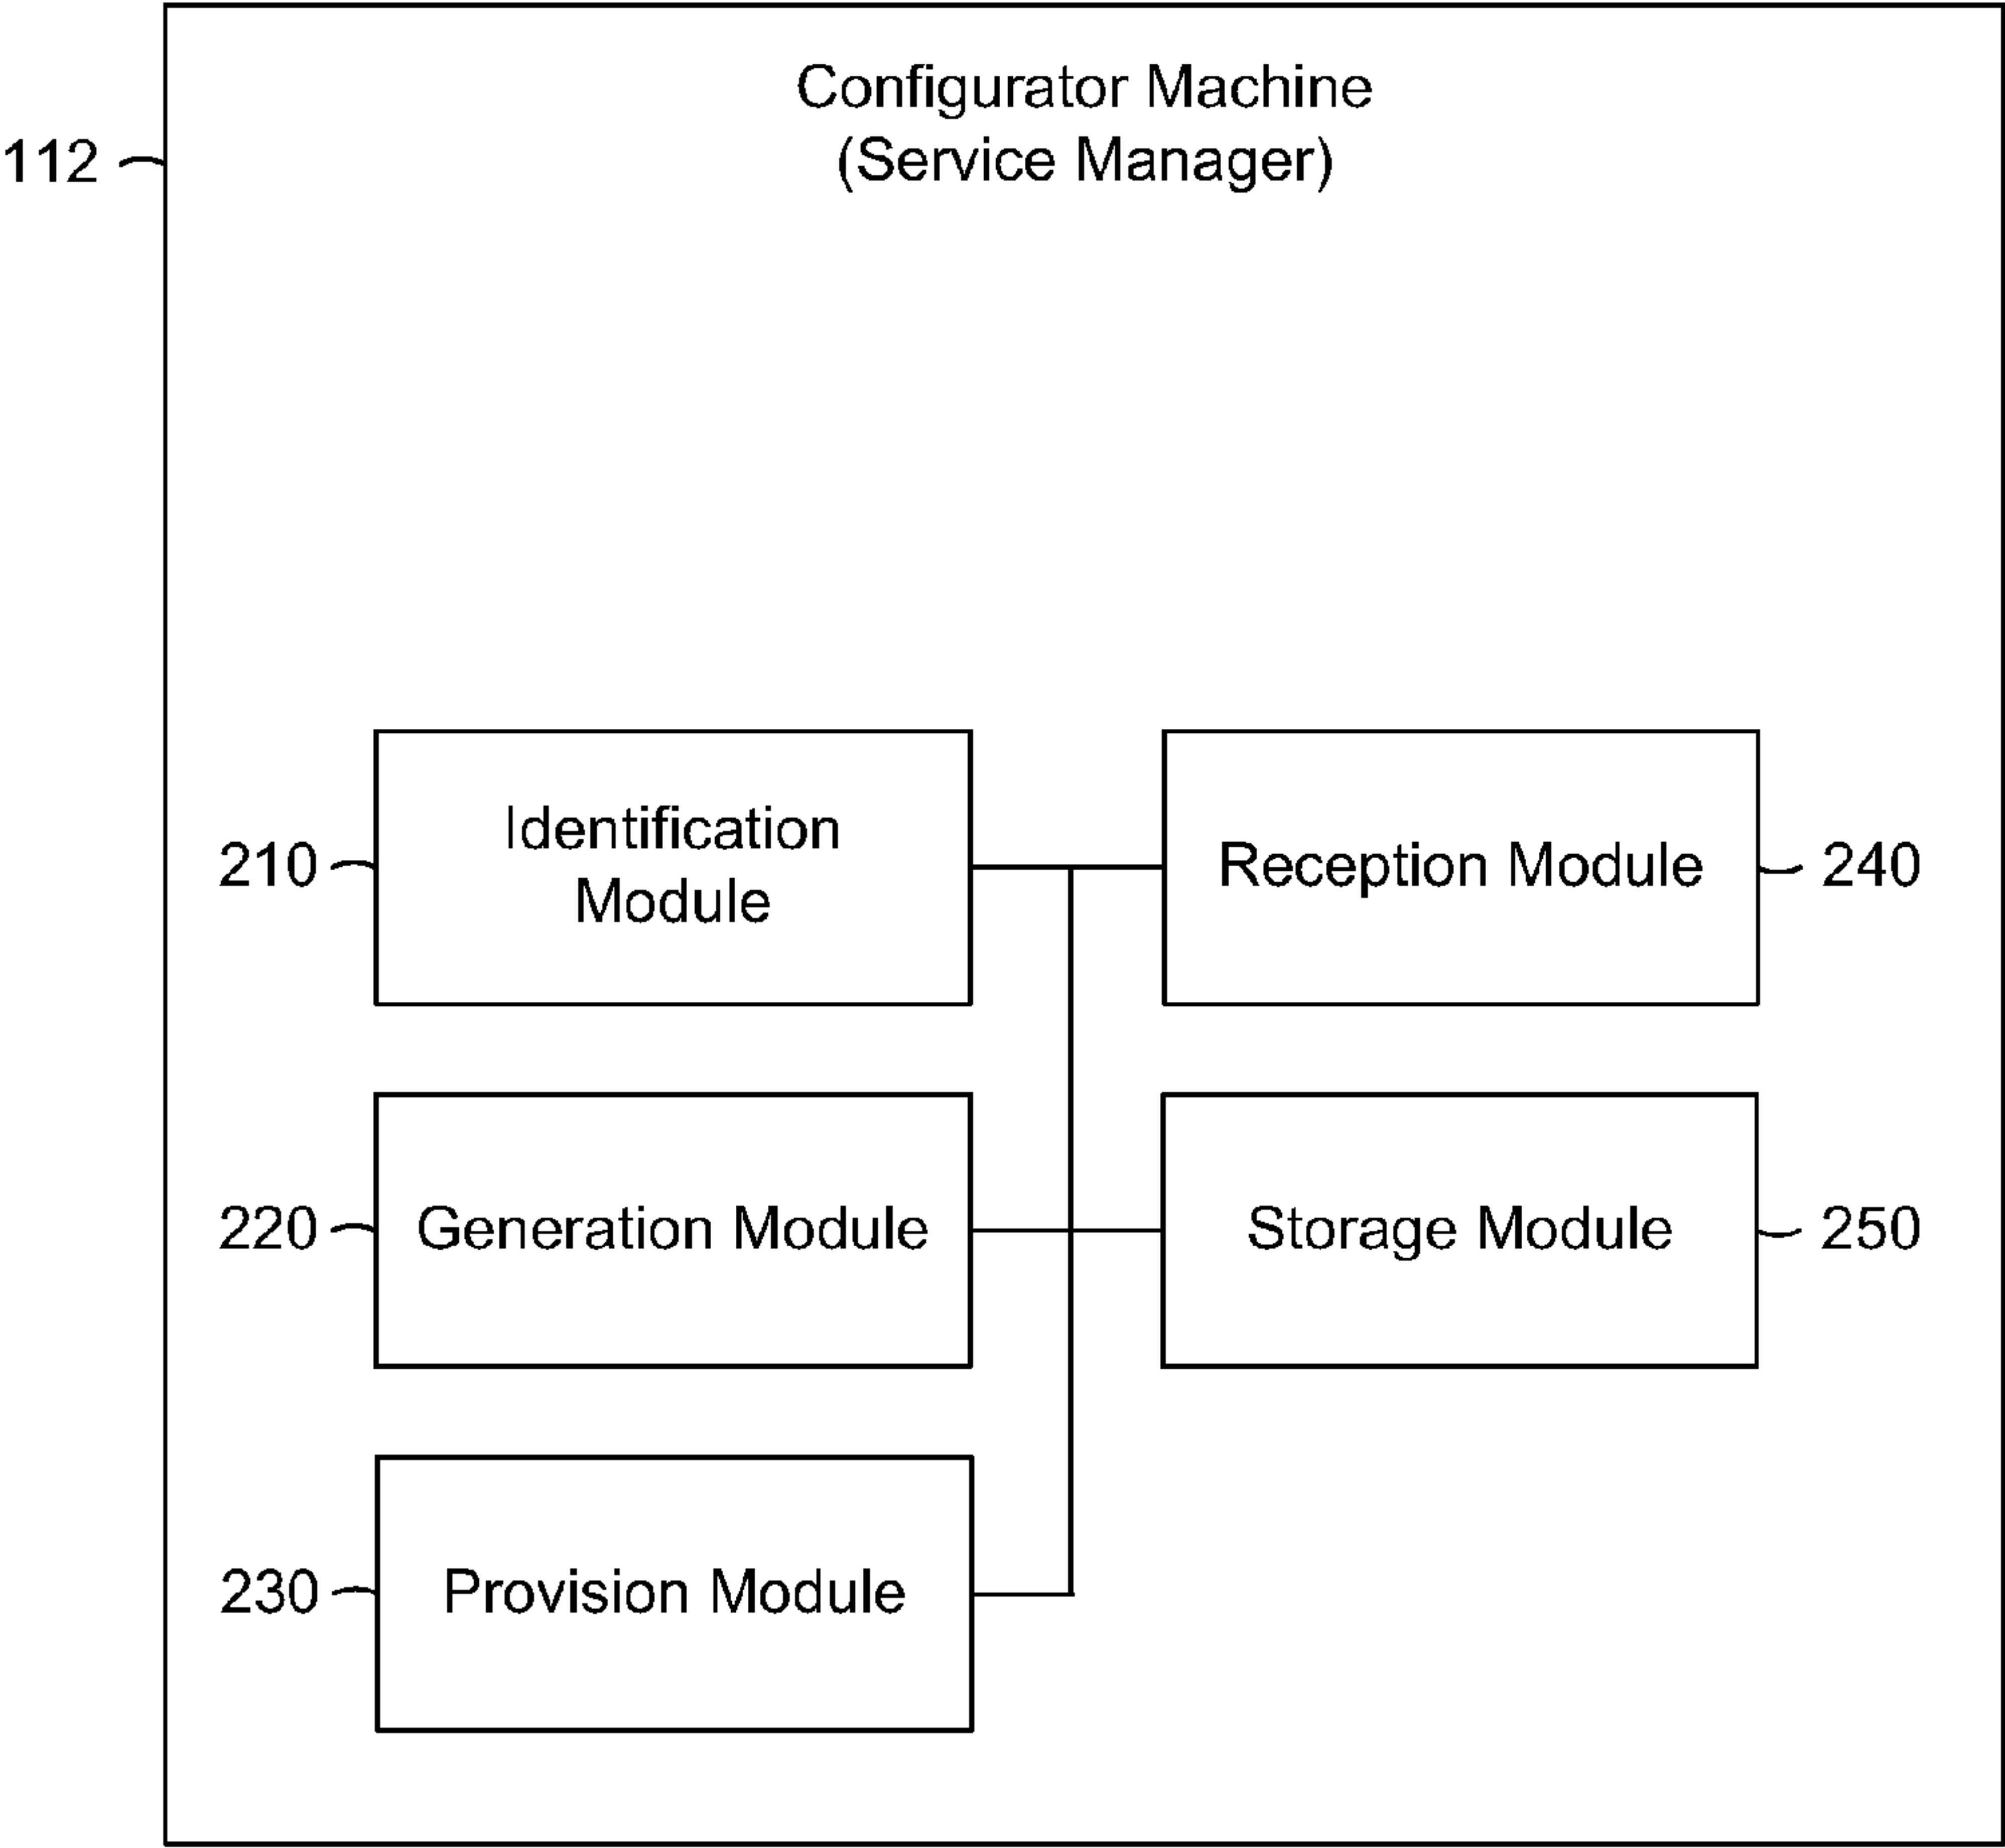 Configurator Machine
(Service Manager)
112
Identification
Module
210
Reception Module
240
Generation Module
220
Storage Module
250
Provision Module
230